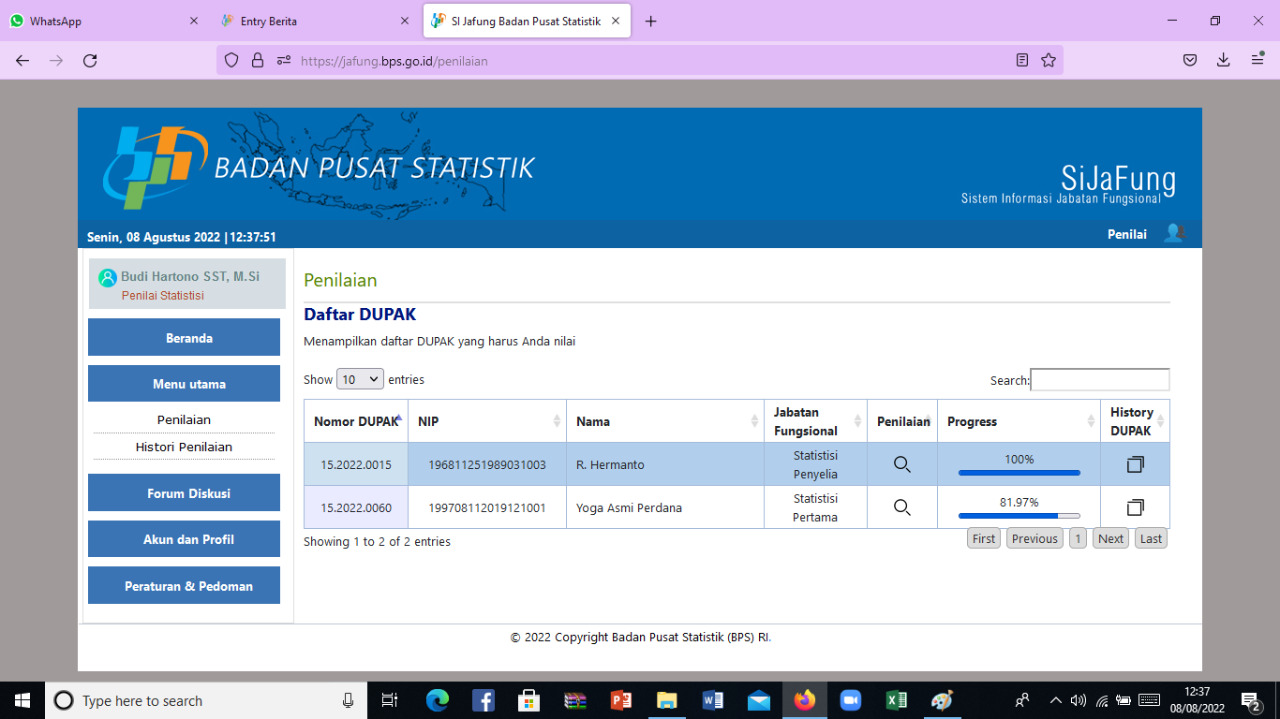 WhatsApp
Entry Berita
SI Jafung Badan Pusat Statistik
https://jafung.bps.go.id/penilaian
BADAN PUSAT STATISTIK
SiJaFung
Sistem Informasi Jabatan Fungsional
Senin, 08 Agustus 2022 |12:37:51
Penilai
Budi Hartono SST, M.Si
Penilai Statistisi
Beranda
Menu utama
Penilaian
Histori Penilaian
Forum Diskusi
Akun dan Profil
Peraturan & Pedoman
Penilaian
Daftar DUPAK
Menampilkan daftar DUPAK yang harus Anda nilai
Show 10 entries
Search:
Nomor DUPAK NIP Nama Jabatan Fungsional Penilaian Progress History DUPAK
15.2022.0015 196811251989031003 R. Hermanto Statistisi Penyelia 100%
15.2022.0060 199708112019121001 Yoga Asmi Perdana Statistisi Pertama 81.97%
Showing 1 to 2 of 2 entries
First Previous 1 Next Last
© 2022 Copyright Badan Pusat Statistik (BPS) RI.
Type here to search
12:37
08/08/2022
2